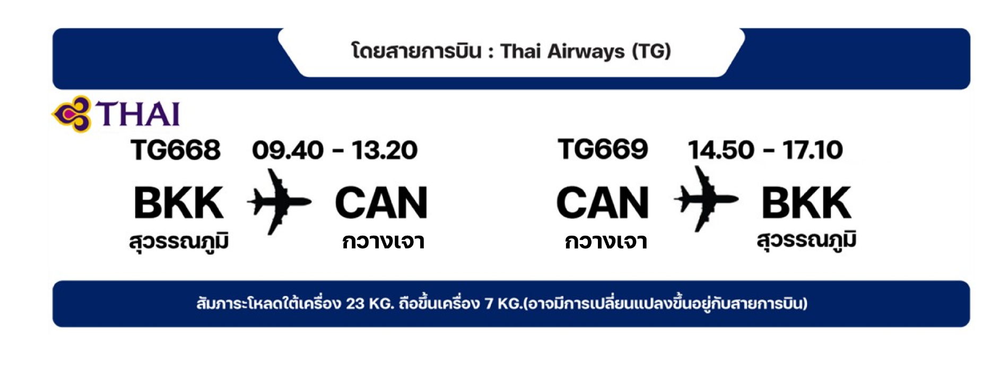 โดยสายการบิน : Thai Airways (TG)
THAI
TG668 09.40 - 13.20
BKK CAN
สุวรรณภูมิ กวางเจา
TG669 14.50 - 17.10
CAN BKK
กวางเจา สุวรรณภูมิ
สัมภาระโหลดใต้เครื่อง 23 KG. ถือขึ้นเครื่อง 7 KG.(อาจมีการเปลี่ยนแปลงขึ้นอยู่กับสายการบิน)